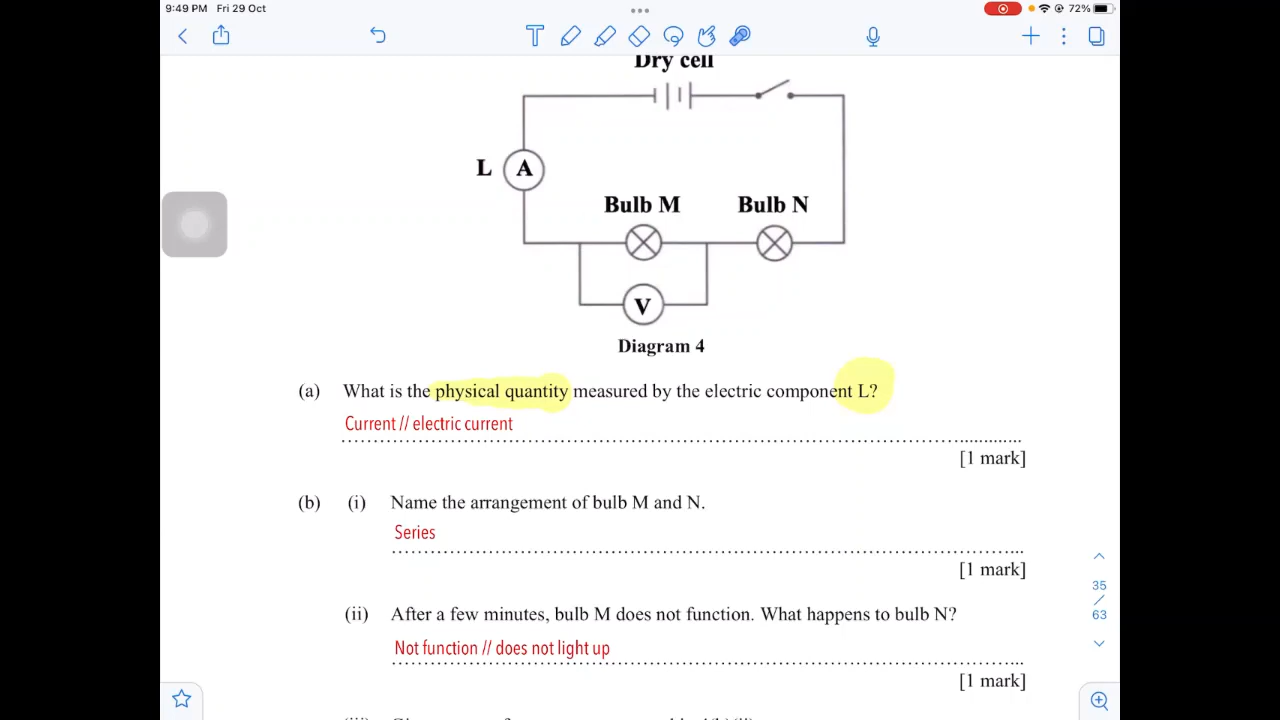 9:49 PM Fri 29 Oct
72%
Dry cell
L A
Bulb M Bulb N
V
Diagram 4
(a) What is the physical quantity measured by the electric component L?
Current // electric current
[1 mark]
(b) (i) Name the arrangement of bulb M and N.
Series
[1 mark]
35
/
63
(ii) After a few minutes, bulb M does not function. What happens to bulb N?
Not function // does not light up
[1 mark]